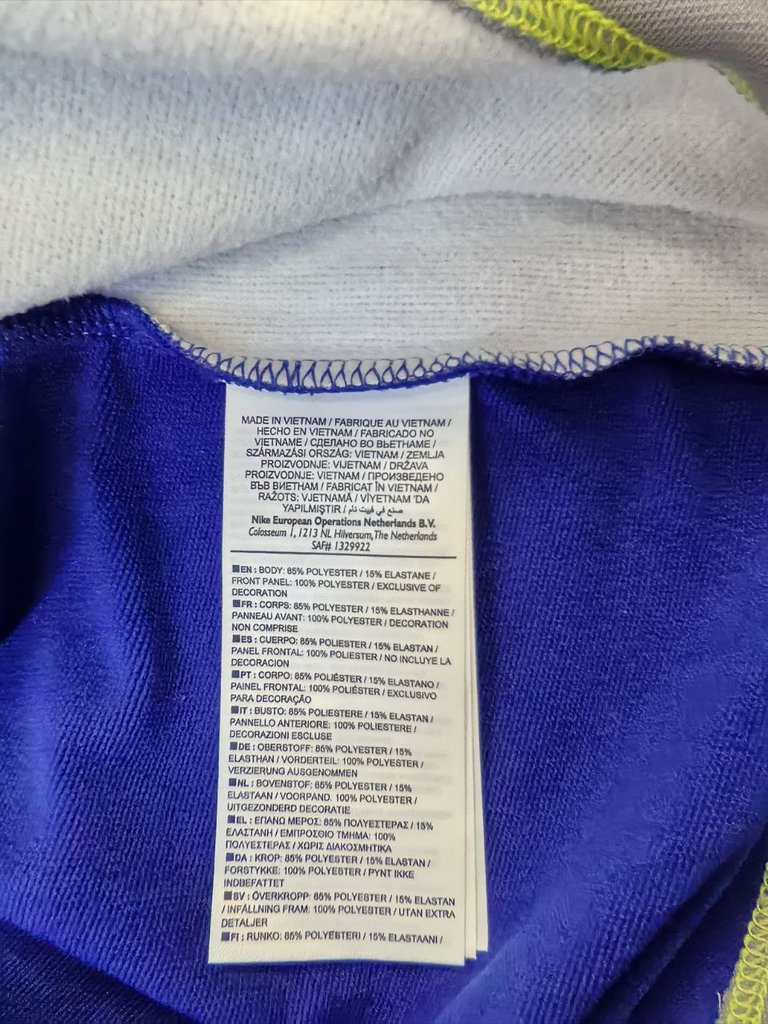 MADE IN VIETNAM / FABRIQUE AU VIETNAM /
HECHO EN VIETNAM / FABRICADO NO
VIETNAME / СДЕЛАНО ВО ВЬЕТНАМЕ /
SZÁRMAZÁSI ORSZÁG: VIETNAM / ZEMLJA
PROIZVODNJE: VIJETNAM / DRŽAVA
PROIZVODNJE: VIETNAM / ПРОИЗВЕДЕНО
ВЪВ ВИЕТНАМ / FABRICAT ÎN VIETNAM /
RAŽOTS: VJETNAMĀ / VİYETNAM 'DA
YAPILMIŞTIR / صنع في فييت نام
Nike European Operations Netherlands B.V.
Colosseum 1, 1213 NL Hilversum, The Netherlands
SAF# 1329922
EN : BODY: 85% POLYESTER / 15% ELASTANE /
FRONT PANEL: 100% POLYESTER / EXCLUSIVE OF
DECORATION
FR : CORPS: 85% POLYESTER / 15% ELASTHANNE /
PANNEAU AVANT: 100% POLYESTER / DECORATION
NON COMPRISE
ES : CUERPO: 85% POLIESTER / 15% ELASTAN /
PANEL FRONTAL: 100% POLIESTER / NO INCLUYE LA
DECORACION
PT : CORPO: 85% POLIÉSTER / 15% ELASTANO /
PAINEL FRONTAL: 100% POLIÉSTER / EXCLUSIVO
PARA DECORAÇÃO
IT : BUSTO: 85% POLIESTERE / 15% ELASTAN /
PANNELLO ANTERIORE: 100% POLIESTERE /
DECORAZIONI ESCLUSE
DE : OBERSTOFF: 85% POLYESTER / 15%
ELASTHAN / VORDERTEIL: 100% POLYESTER /
VERZIERUNG AUSGENOMMEN
NL : BOVENSTOF: 85% POLYESTER / 15%
ELASTAAN / VOORPAND: 100% POLYESTER /
UITGEZONDERD DECORATIE
EL : ΕΠΑΝΩ ΜΕΡΟΣ: 85% ΠΟΛΥΕΣΤΕΡΑΣ / 15%
ΕΛΑΣΤΑΝΗ / ΕΜΠΡΟΣΘΙΟ ΤΜΗΜΑ: 100%
ΠΟΛΥΕΣΤΕΡΑΣ / ΧΩΡΙΣ ΔΙΑΚΟΣΜΗΤΙΚΑ
DA : KROP: 85% POLYESTER / 15% ELASTAN /
FORSTYKKE: 100% POLYESTER / PYNT IKKE
INDBEFATTET
SV : ÖVERKROPP: 85% POLYESTER / 15% ELASTAN
/ INFÄLLNING FRAM: 100% POLYESTER / UTAN EXTRA
DETALJER
FI : RUNKO: 85% POLYESTERI / 15% ELASTAANI /